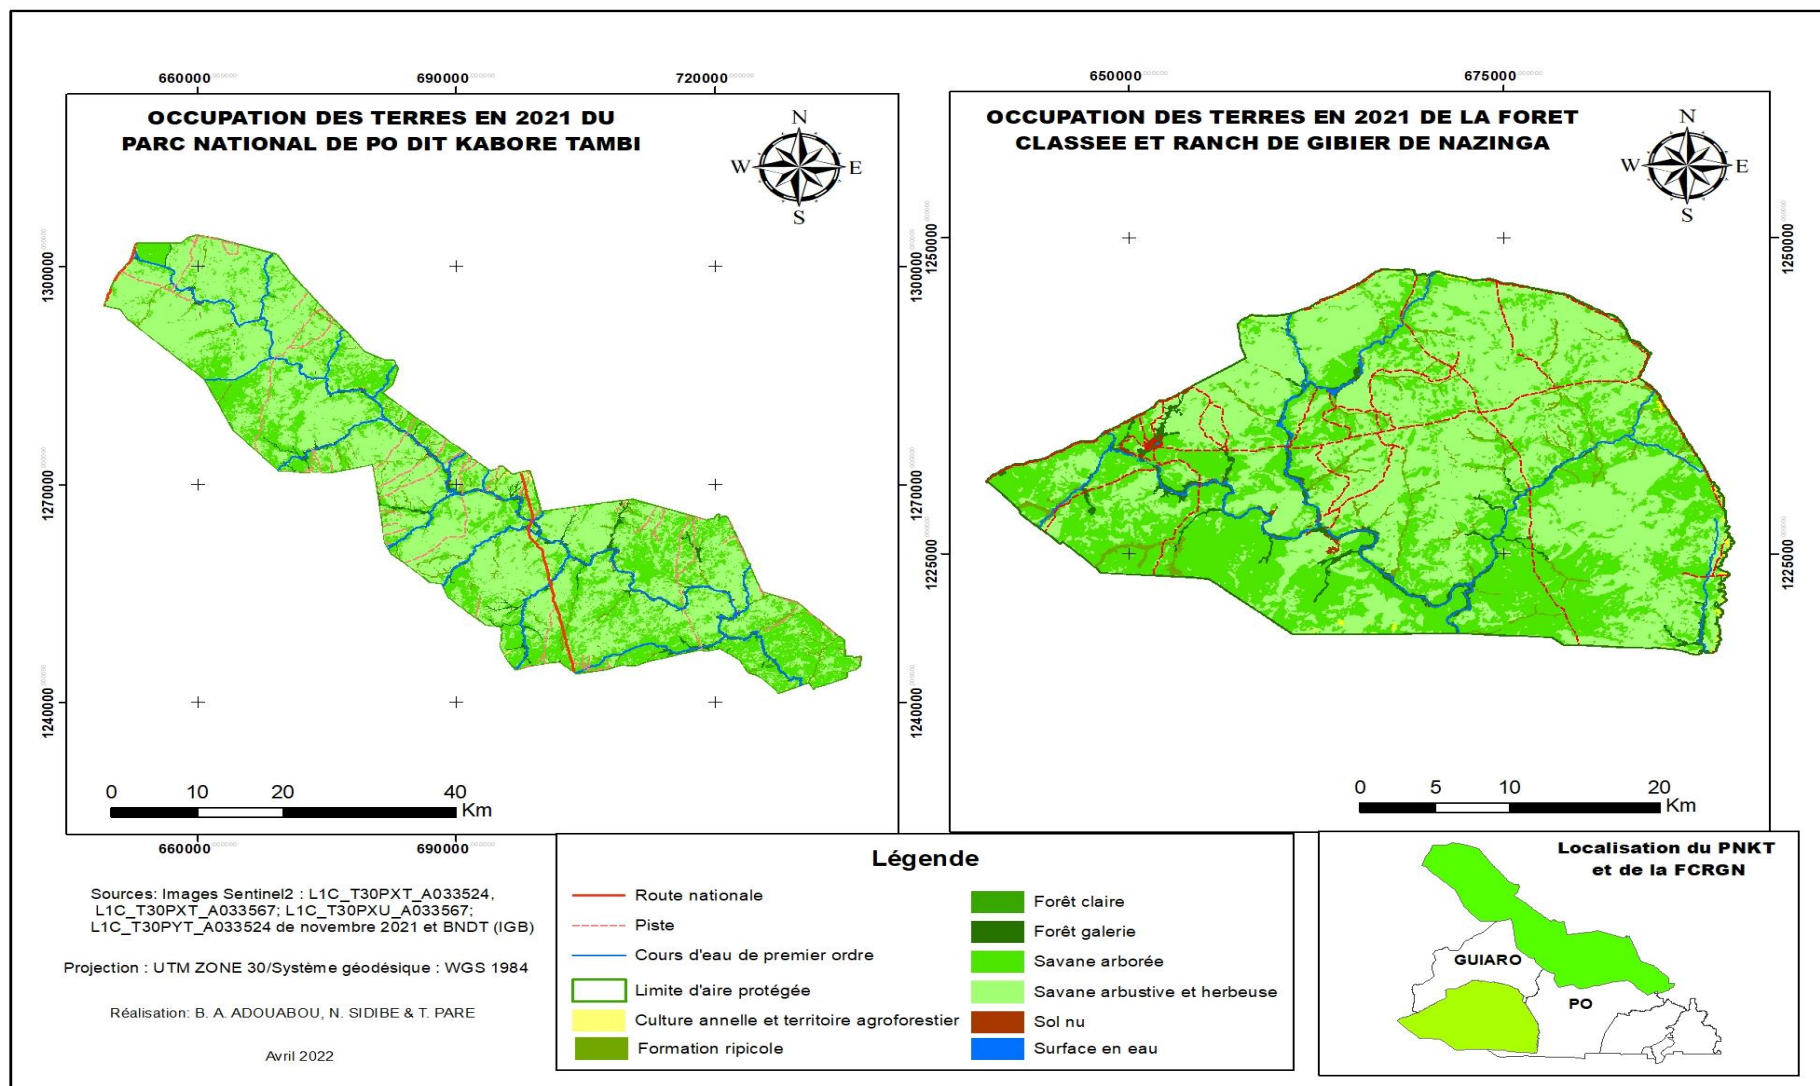 660000 690000 720000
OCCUPATION DES TERRES EN 2021 DU
PARC NATIONAL DE PO DIT KABORE TAMBI
N
W E
S
1300000 1300000
1270000 1270000
1240000 1240000
0 10 20 40
Km
660000 690000
650000 675000
OCCUPATION DES TERRES EN 2021 DE LA FORET
CLASSEE ET RANCH DE GIBIER DE NAZINGA
N
W E
S
1250000 1250000
1225000 1225000
0 5 10 20
Km
Sources: Images Sentinel2 : L1C_T30PXT_A033524,
L1C_T30PXT_A033567; L1C_T30PXU_A033567;
L1C_T30PYT_A033524 de novembre 2021 et BNDT (IGB)
Projection : UTM ZONE 30/Système géodésique : WGS 1984
Réalisation: B. A. ADOUABOU, N. SIDIBE & T. PARE
Avril 2022
Légende
Route nationale
Piste
Cours d'eau de premier ordre
Limite d'aire protégée
Culture annelle et territoire agroforestier
Formation ripicole
Forêt claire
Forêt galerie
Savane arborée
Savane arbustive et herbeuse
Sol nu
Surface en eau
Localisation du PNKT
et de la FCRGN
GUIARO
PO